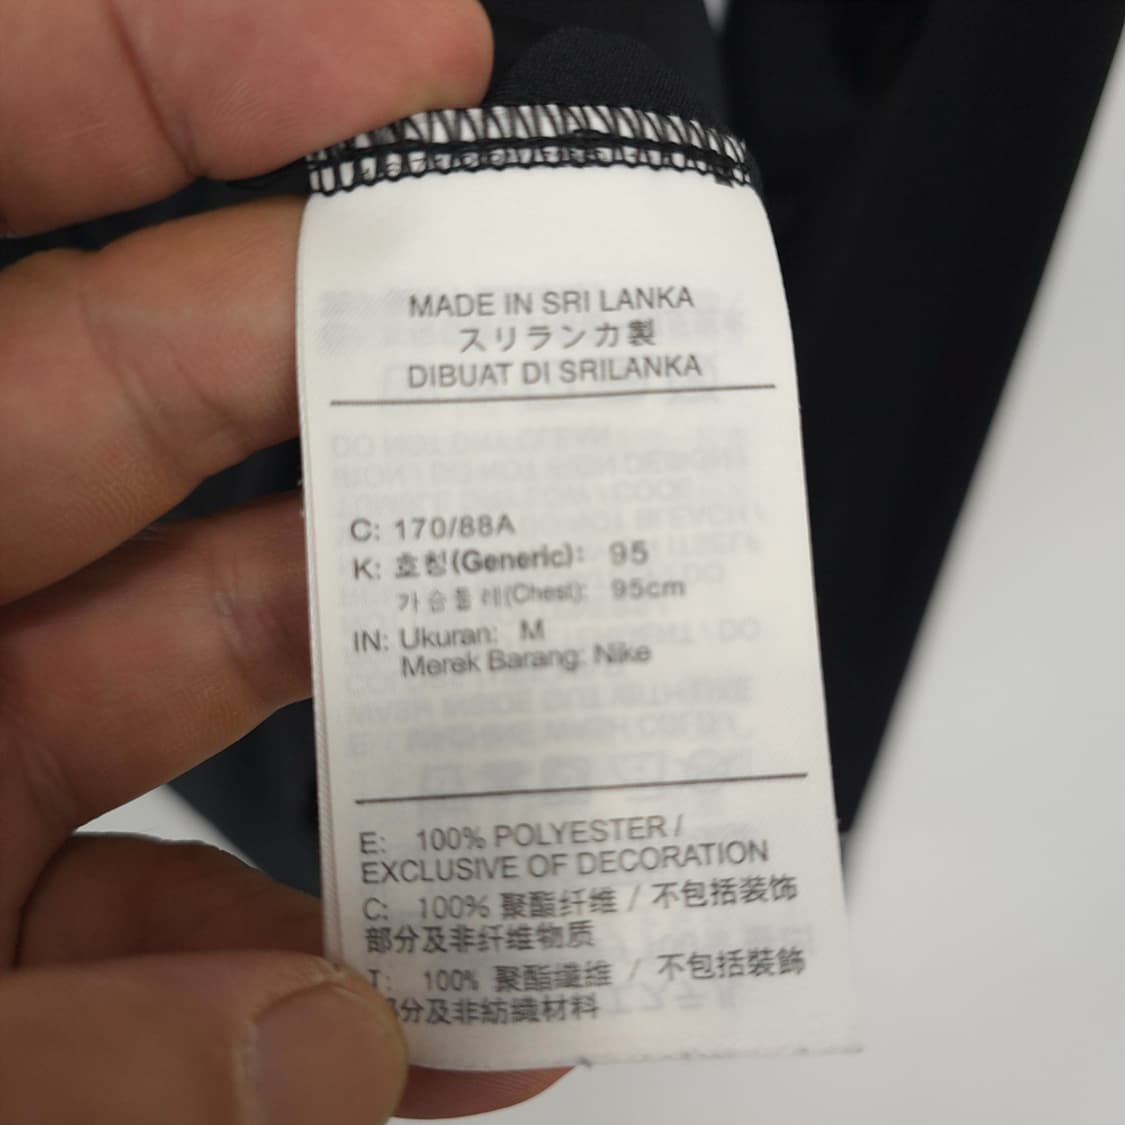 MADE IN SRI LANKA
スリランカ製
DIBUAT DI SRILANKA
C: 170/88A
K: 호칭(Generic): 95
가슴둘레(Chest): 95cm
IN: Ukuran: M
Merek Barang: Nike
E: 100% POLYESTER /
EXCLUSIVE OF DECORATION
C: 100% 聚酯纤维 / 不包括装饰
部分及非纤维物质
T: 100% 聚酯纖维 / 不包括裝飾
部分及非紡織材料